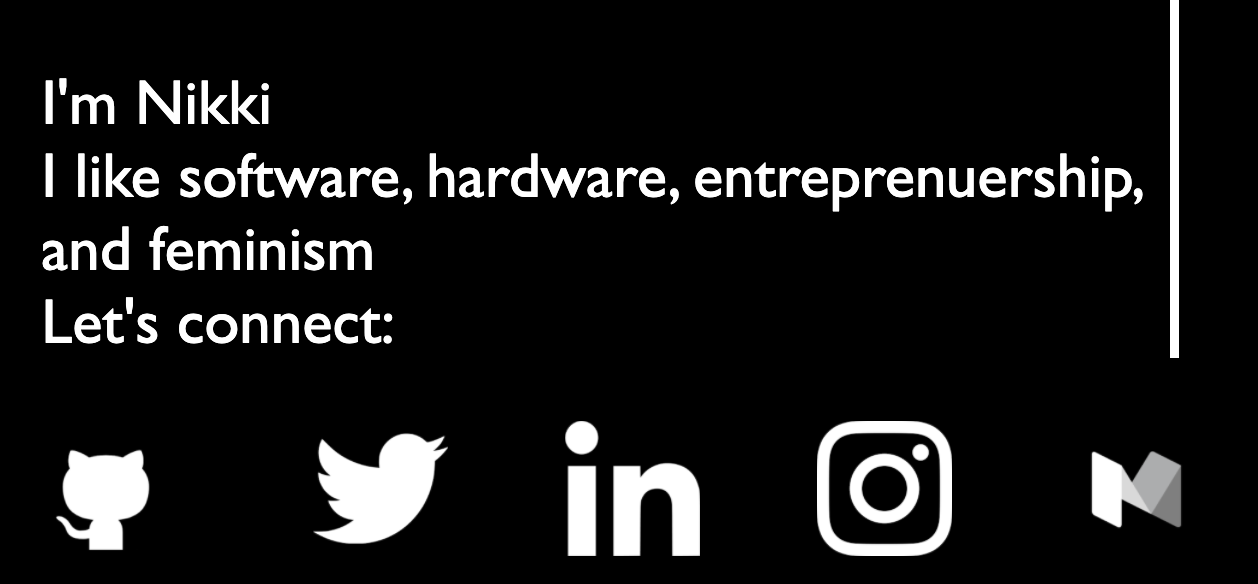 I'm Nikki
I like software, hardware, entreprenuership,
and feminism
Let's connect:
in